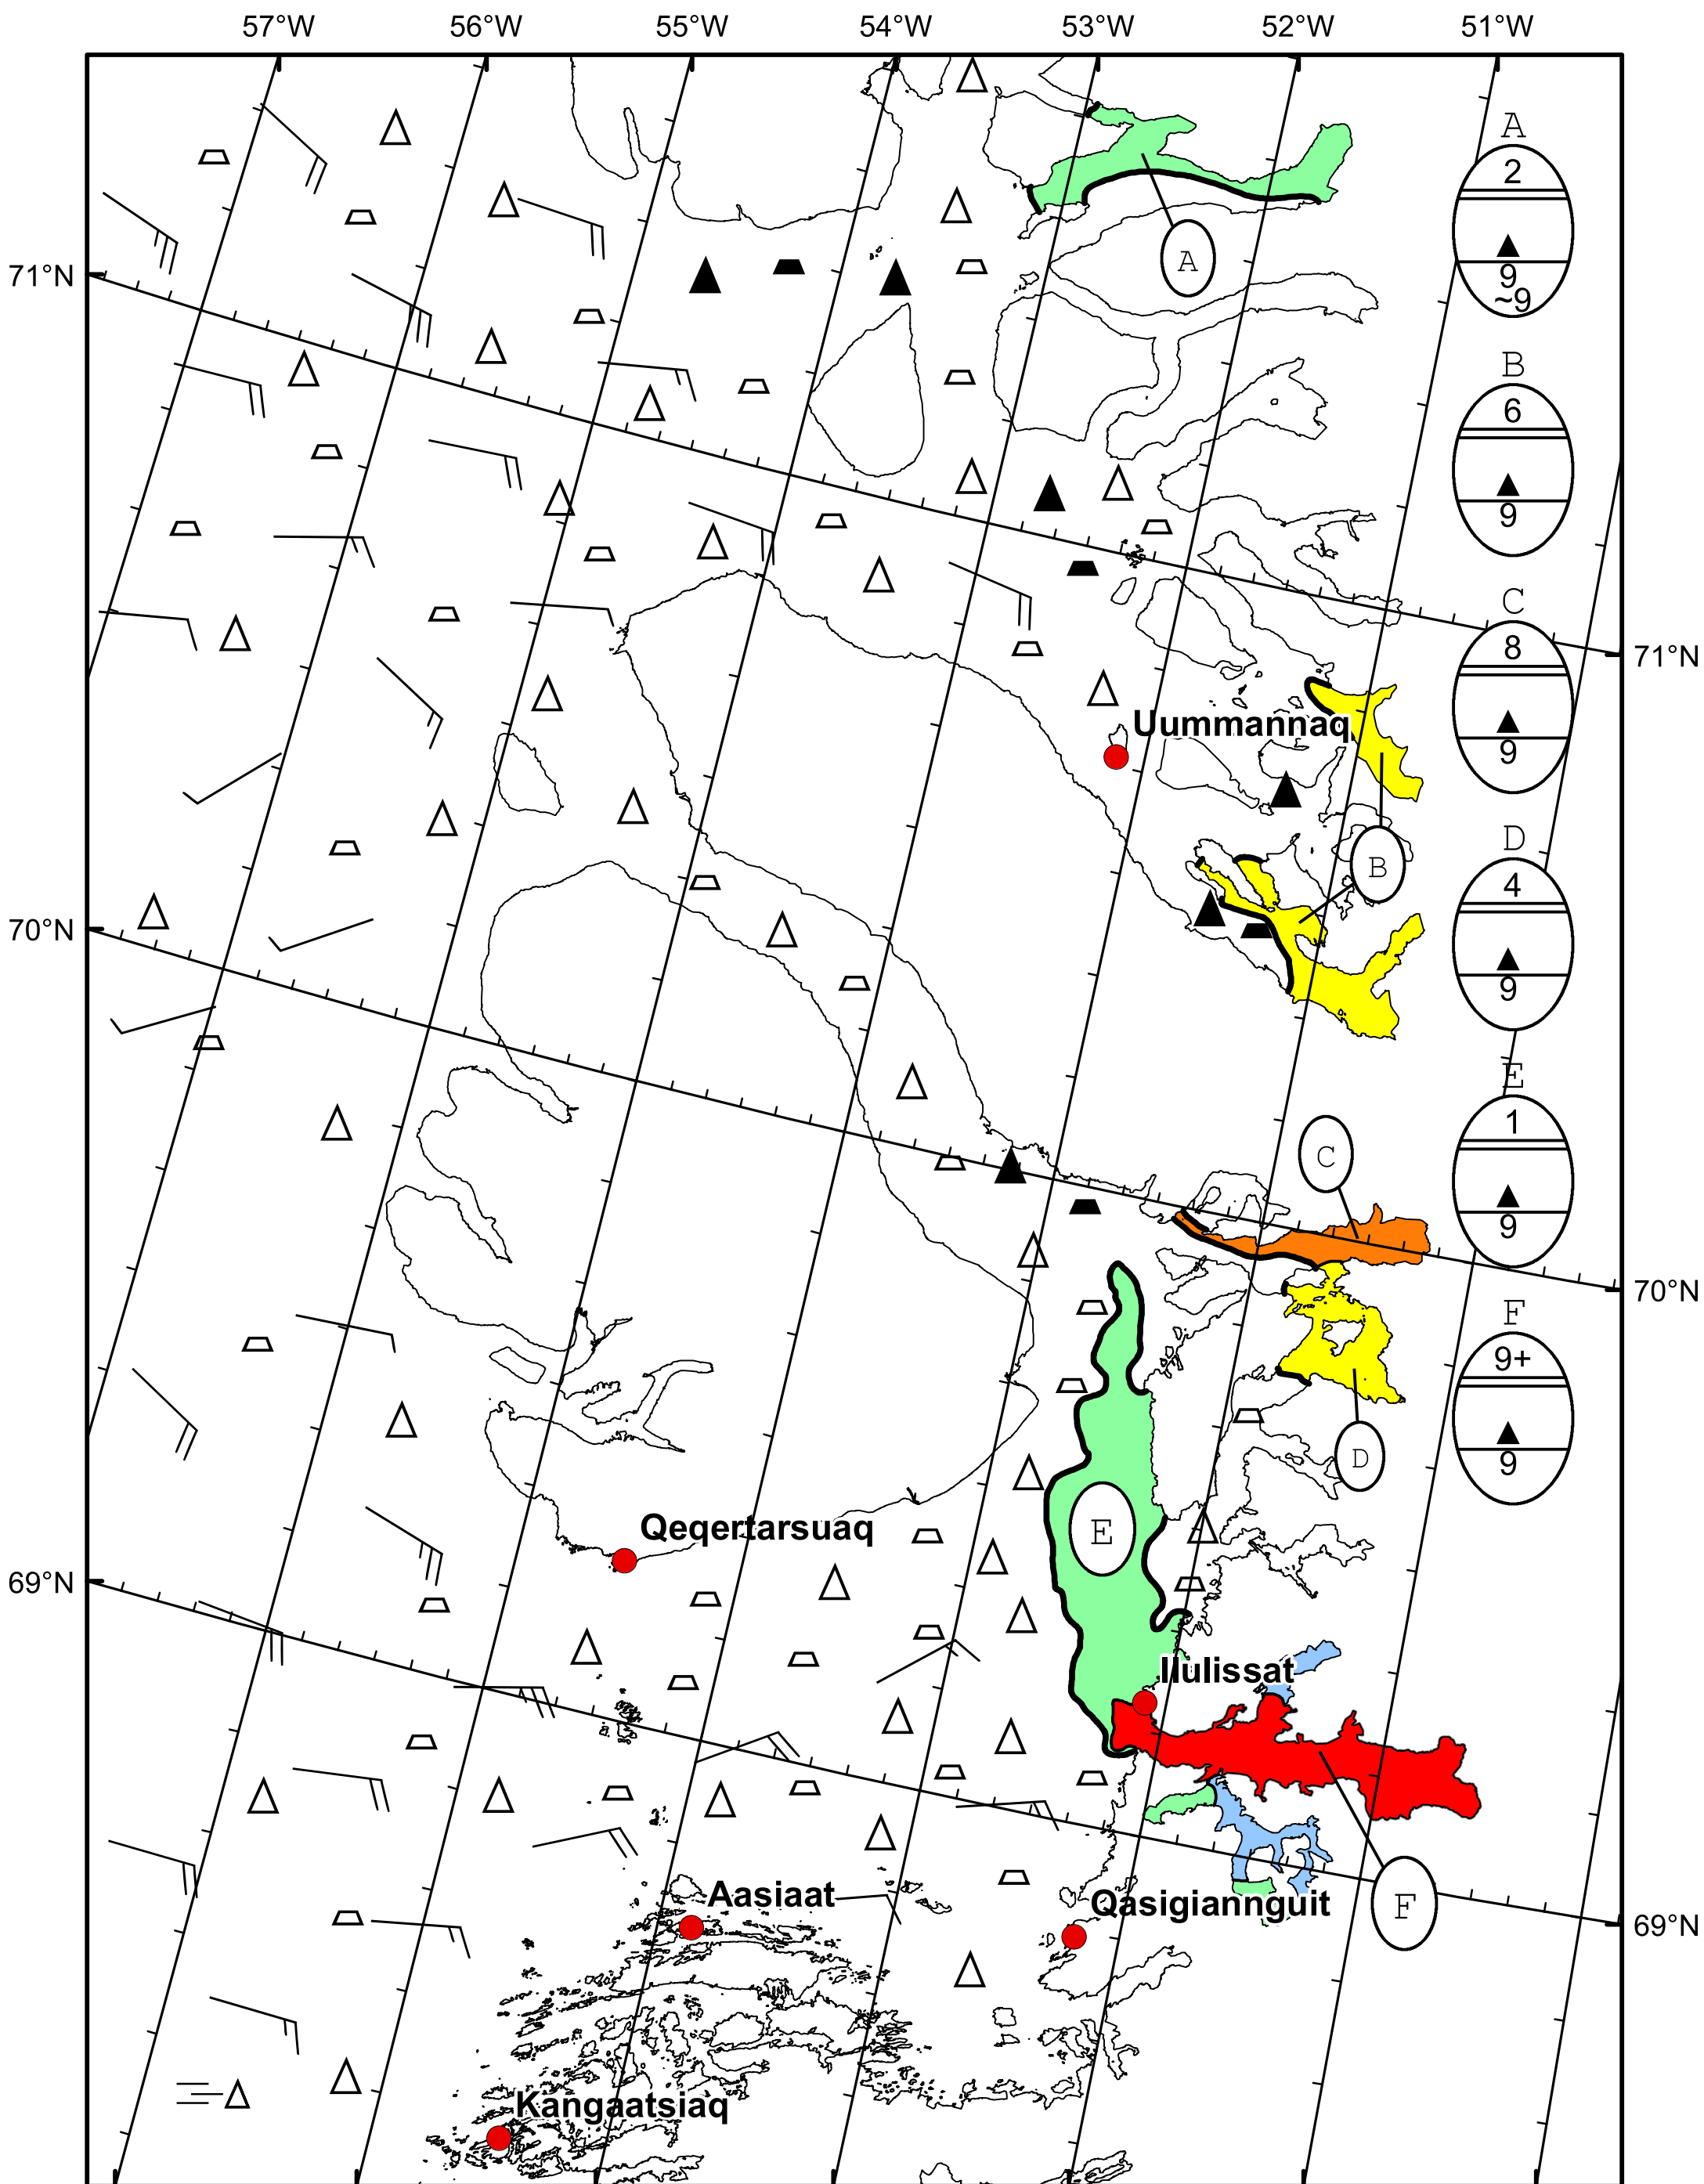 57°W 56°W 55°W 54°W 53°W 52°W 51°W
A
2
9
~9
A
71°N
B
6
9
C
8
9
71°N
Uummannaq
B
D
4
9
70°N
E
1
9
C
70°N
F
9+
9
D
Qeqertarsuaq
E
69°N
Ilulissat
Aasiaat
Qasigiannguit
F
69°N
Kangaatsiaq